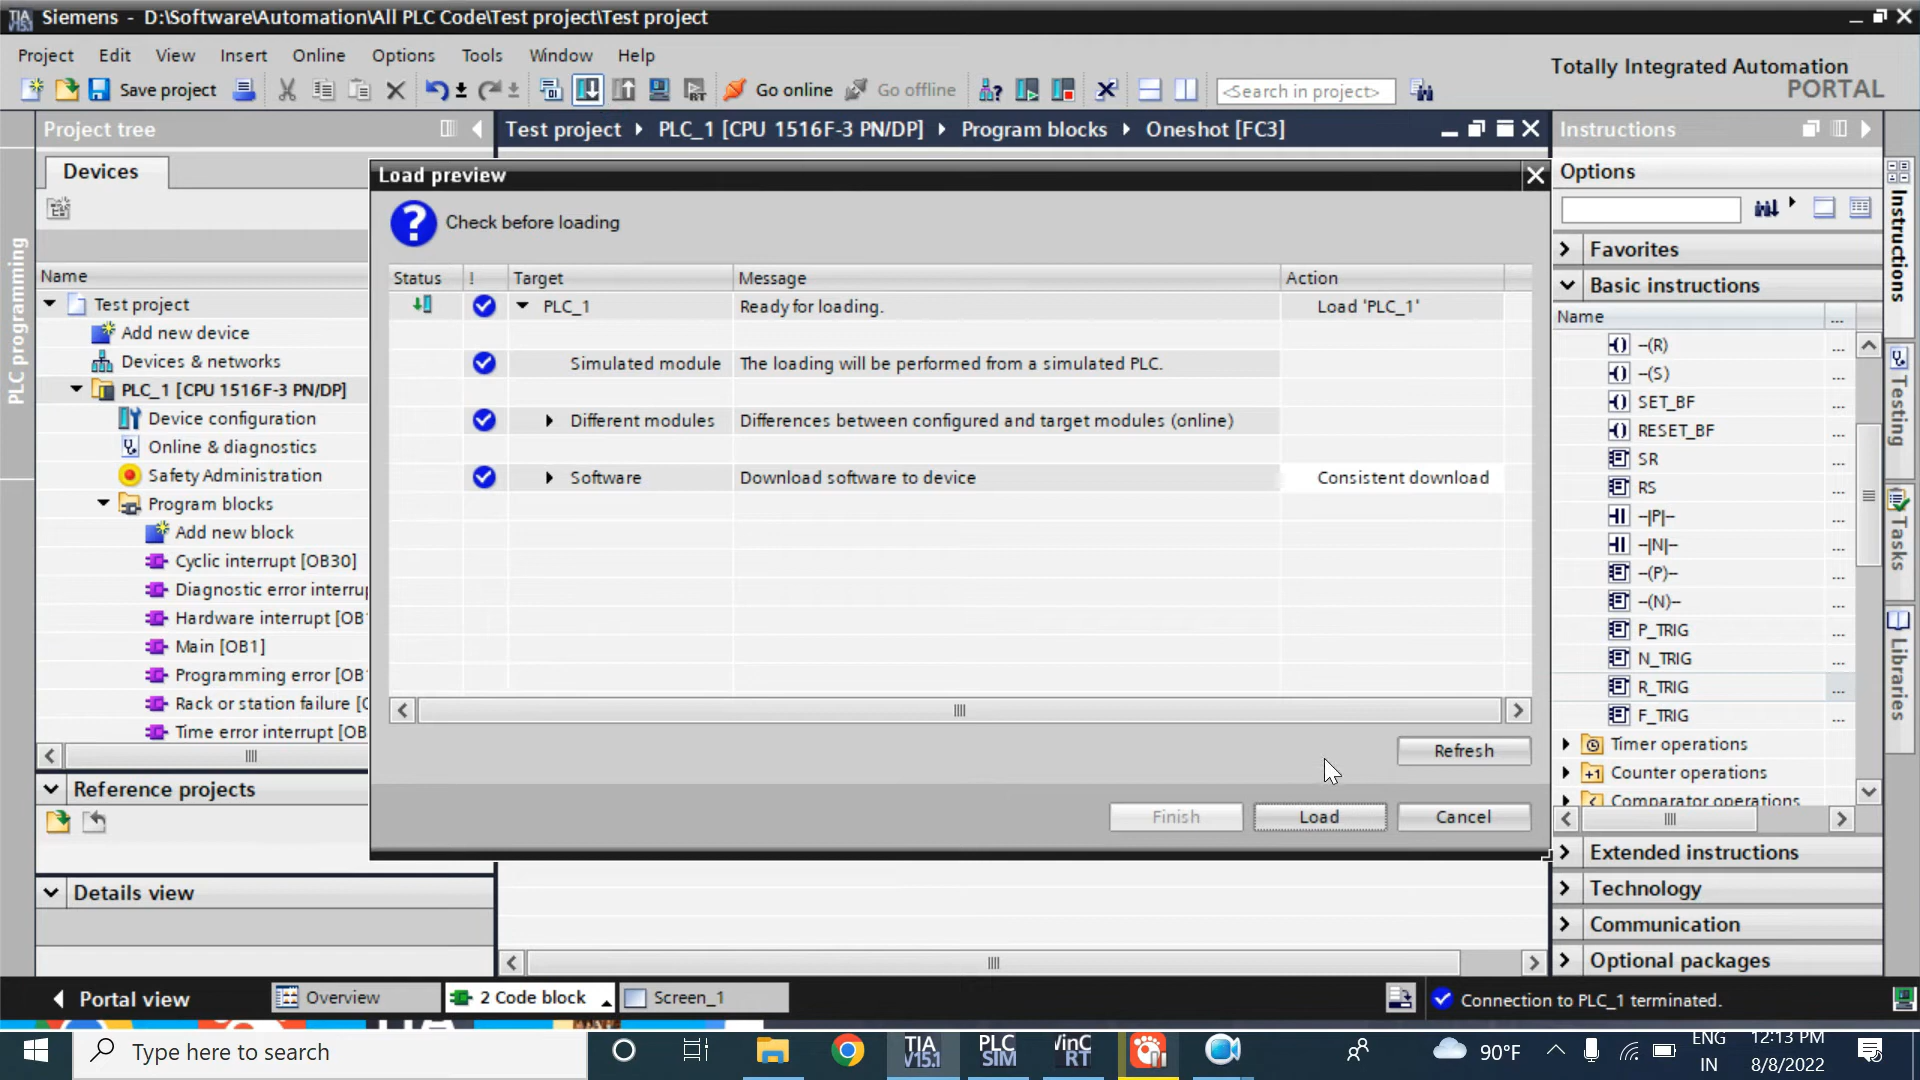 TIA V15.1 Siemens - D:\Software\Automation\All PLC Code\Test project\Test project
Project Edit View Insert Online Options Tools Window Help
Totally Integrated Automation
PORTAL
Save project Go online Go offline <Search in project>
Project tree
Test project PLC_1 [CPU 1516F-3 PN/DP] Program blocks Oneshot [FC3]
Instructions
Devices
Load preview
Options
Check before loading
Favorites
Basic instructions
Name
Status ! Target Message Action
Name ...
Test project
PLC_1 Ready for loading. Load 'PLC_1'
Add new device
--(R) ...
Devices & networks
Simulated module The loading will be performed from a simulated PLC.
--(S) ...
PLC_1 [CPU 1516F-3 PN/DP]
SET_BF ...
Device configuration
Different modules Differences between configured and target modules (online)
RESET_BF ...
Online & diagnostics
SR ...
Safety Administration
Software Download software to device Consistent download
RS ...
Program blocks
--|P|-- ...
Add new block
--|N|-- ...
Cyclic interrupt [OB30]
--(P)-- ...
Diagnostic error interrup
--(N)-- ...
Hardware interrupt [OB
P_TRIG ...
Main [OB1]
N_TRIG ...
Programming error [OB
R_TRIG ...
Rack or station failure [
F_TRIG ...
Time error interrupt [OB
Timer operations
Refresh
Counter operations
Reference projects
Comparator operations
Finish Load Cancel
Extended instructions
Details view
Technology
Communication
Optional packages
PLC programming
Instructions
Testing
Tasks
Libraries
Portal view Overview 2 Code block Screen_1 Connection to PLC_1 terminated.
Type here to search
TIA V15.1
PLC SIM
WinC RT
90°F
ENG
IN
12:13 PM
8/8/2022